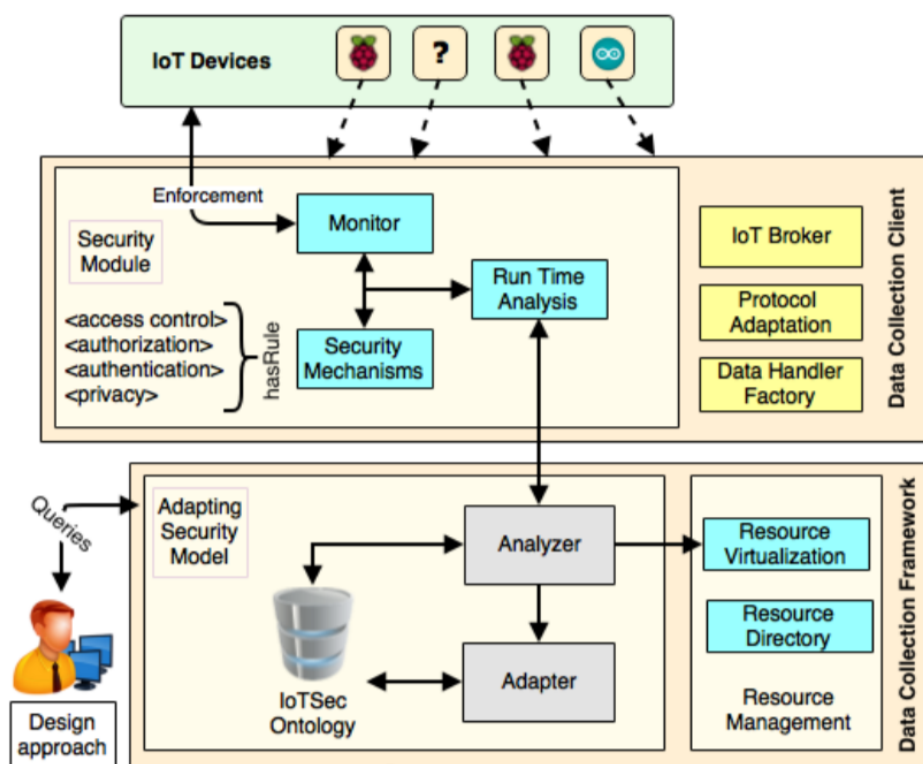 IoT Devices
?
Enforcement
Monitor
Security
Module
Run Time
Analysis
<access control>
<authorization>
<authentication>
<privacy>
hasRule
Security
Mechanisms
IoT Broker
Protocol
Adaptation
Data Handler
Factory
Data Collection Client
Queries
Adapting
Security
Model
Analyzer
Resource
Virtualization
Resource
Directory
IoTSec
Ontology
Adapter
Resource
Management
Data Collection Framework
Design
approach